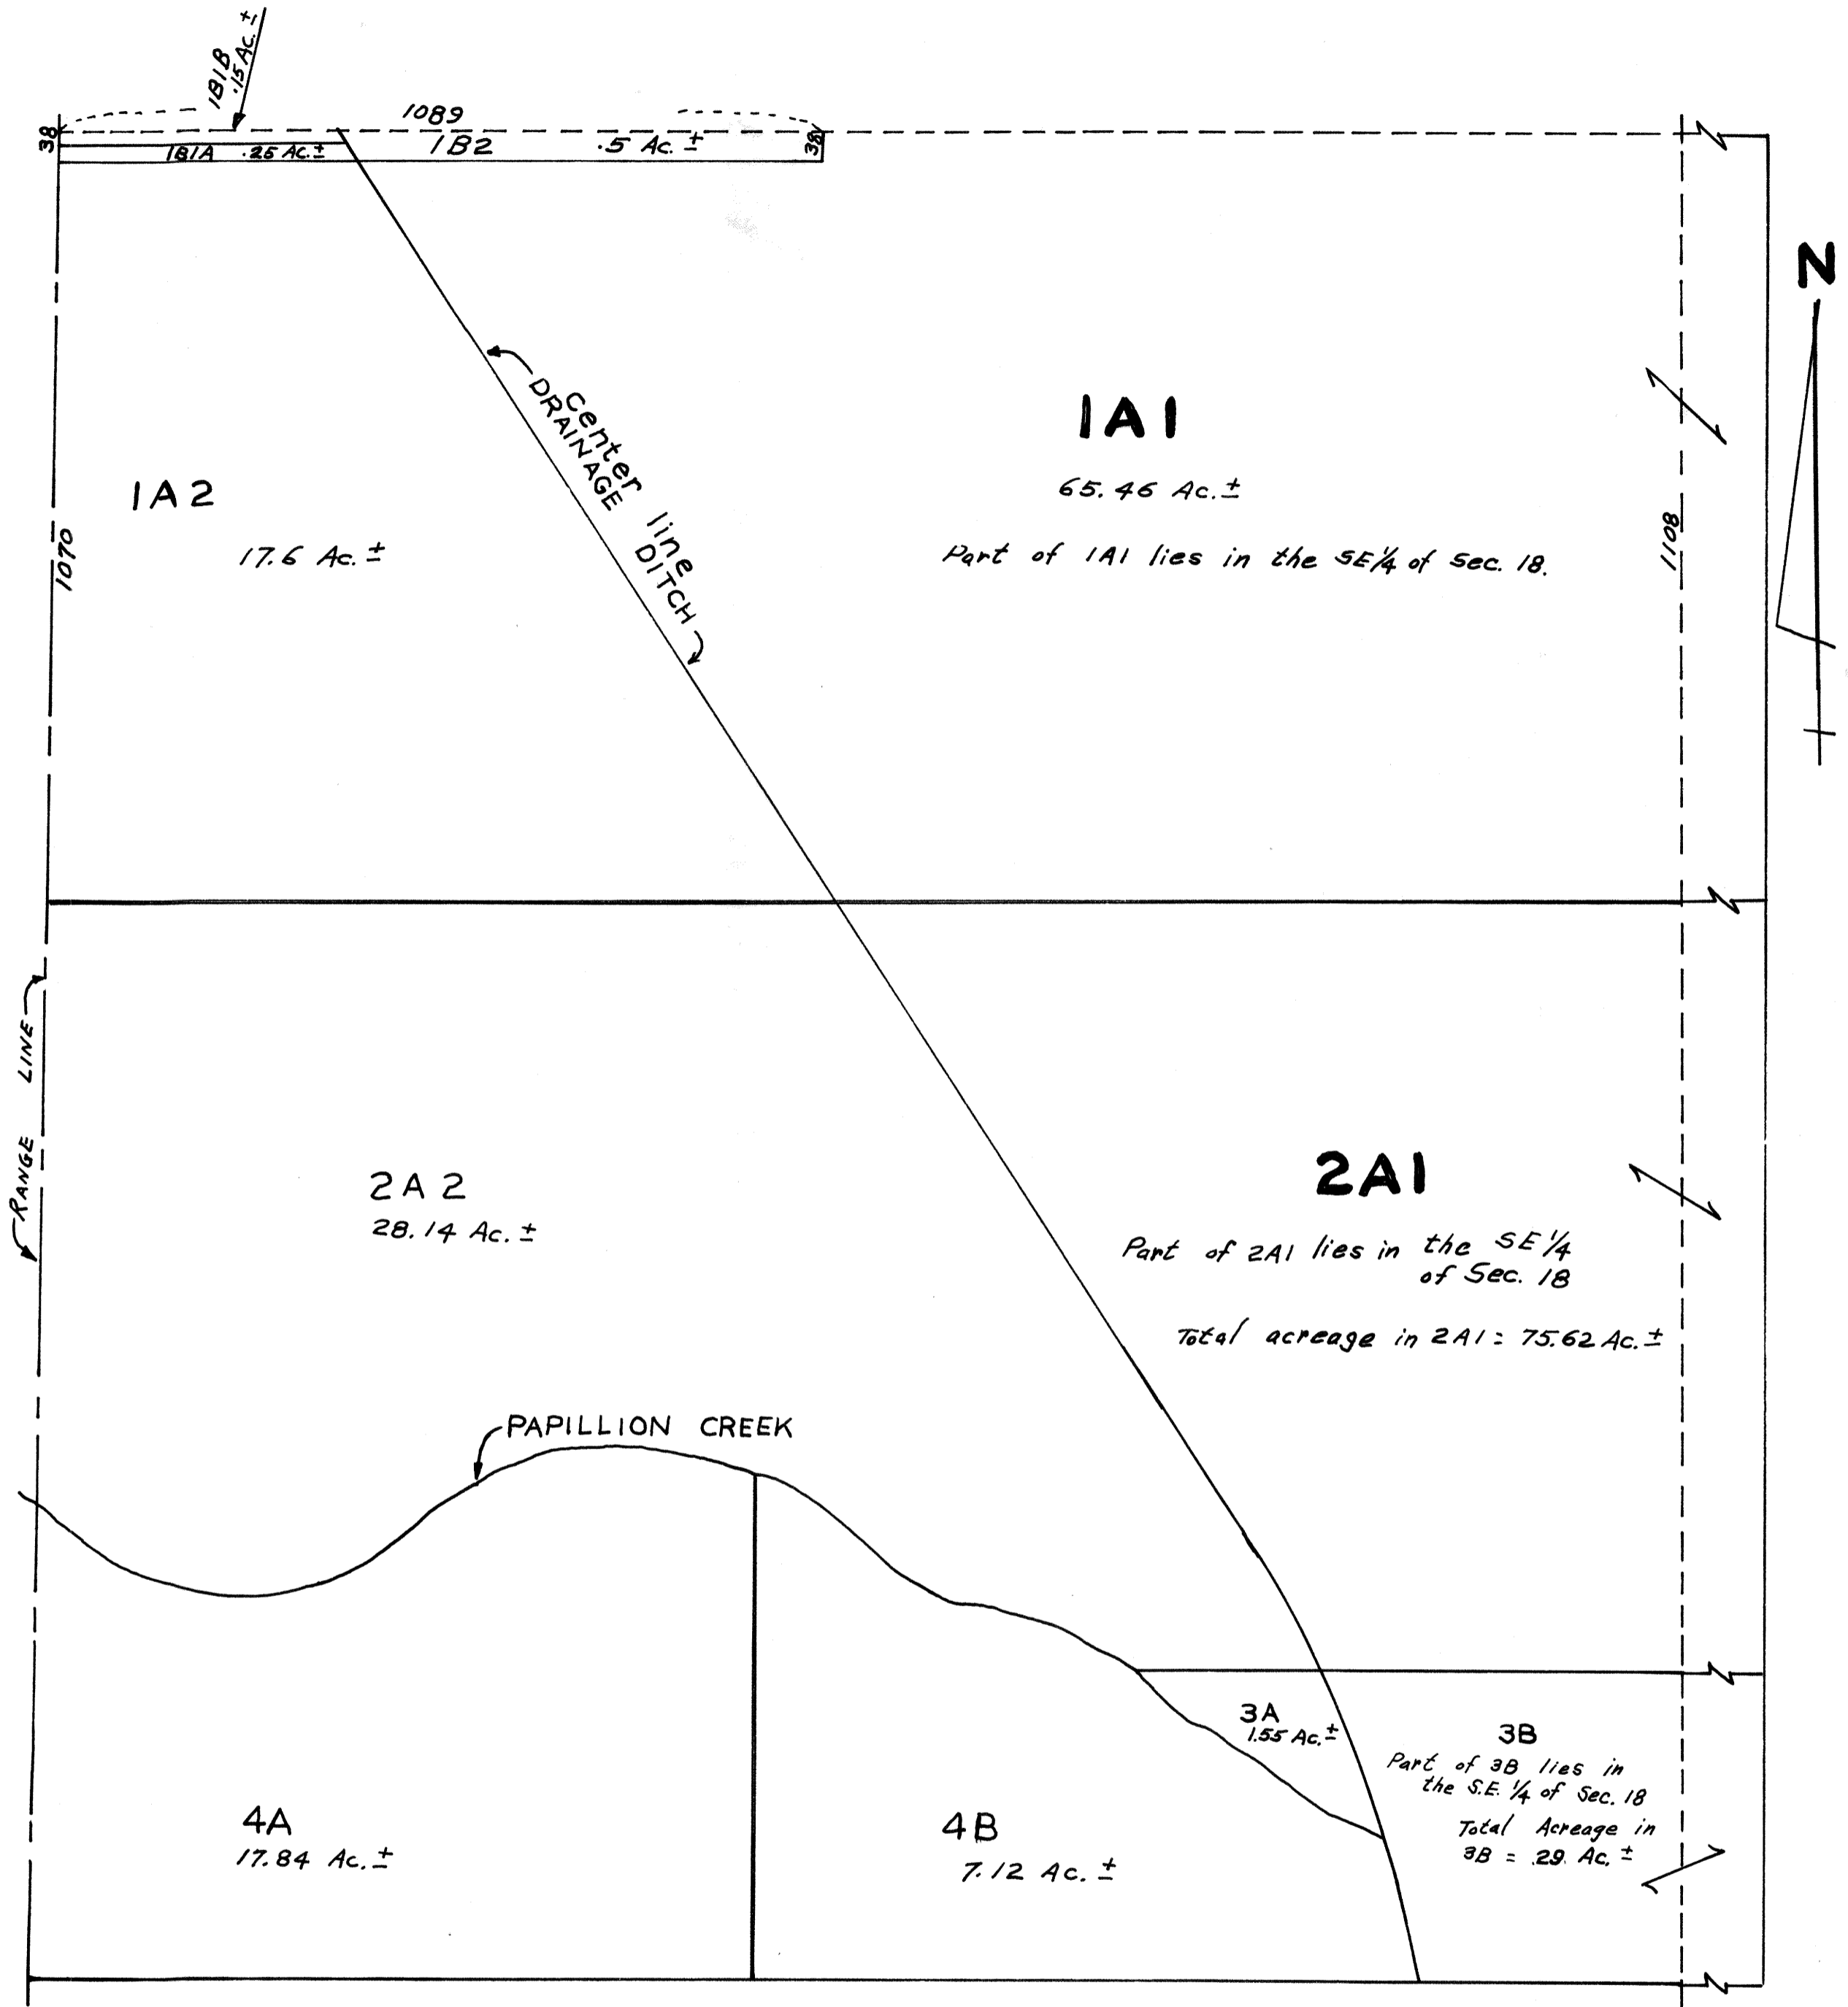 1B1B
.15 Ac. ±
1089
38
1B1A .25 Ac. ±
1B2 .5 Ac. ±
38
N
Center line
DRAINAGE DITCH
1A1
65.46 Ac. ±
Part of 1A1 lies in the SE 1/4 of Sec. 18.
1A2
17.6 Ac. ±
1070
1108
RANGE LINE
2A2
28.14 Ac. ±
2A1
Part of 2A1 lies in the SE 1/4
of Sec. 18
Total acreage in 2A1 = 75.62 Ac. ±
PAPILLION CREEK
3A
1.55 Ac. ±
3B
Part of 3B lies in
the S.E. 1/4 of Sec. 18
Total Acreage in
3B = 29. Ac. ±
4A
17.84 Ac. ±
4B
7.12 Ac. ±